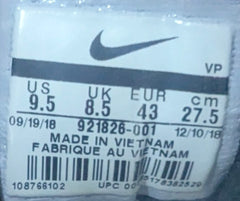 VP
US UK EUR cm
9.5 8.5 43 27.5
09/19/18 921826-001 12/10/18
MADE IN VIETNAM
FABRIQUE AU VIETNAM
108766102 UPC